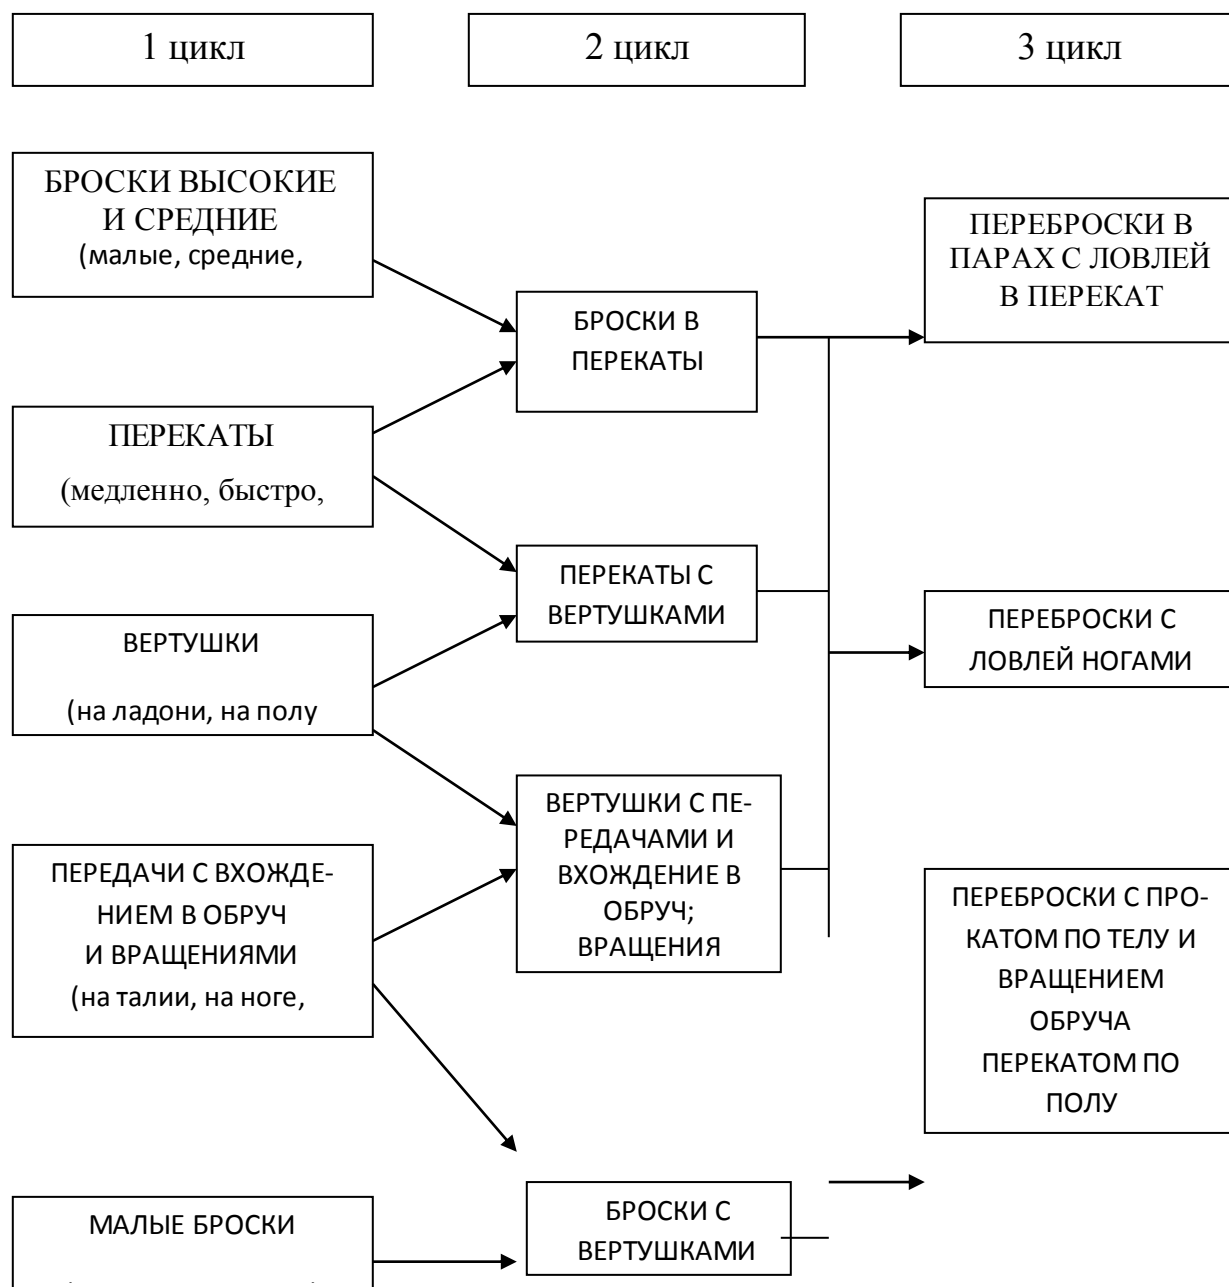 1 цикл
2 цикл
3 цикл
БРОСКИ ВЫСОКИЕ
И СРЕДНИЕ
(малые, средние,
ПЕРЕКАТЫ
(медленно, быстро,
ВЕРТУШКИ
(на ладони, на полу
ПЕРЕДАЧИ С ВХОЖДЕ-
НИЕМ В ОБРУЧ
И ВРАЩЕНИЯМИ
(на талии, на ноге,
МАЛЫЕ БРОСКИ
БРОСКИ В
ПЕРЕКАТЫ
ПЕРЕКАТЫ С
ВЕРТУШКАМИ
ВЕРТУШКИ С ПЕ-
РЕДАЧАМИ И
ВХОЖДЕНИЕ В
ОБРУЧ;
ВРАЩЕНИЯ
БРОСКИ С
ВЕРТУШКАМИ
ПЕРЕБРОСКИ В
ПАРАХ С ЛОВЛЕЙ
В ПЕРЕКАТ
ПЕРЕБРОСКИ С
ЛОВЛЕЙ НОГАМИ
ПЕРЕБРОСКИ С ПРО-
КАТОМ ПО ТЕЛУ И
ВРАЩЕНИЕМ
ОБРУЧА
ПЕРЕКАТОМ ПО
ПОЛУ